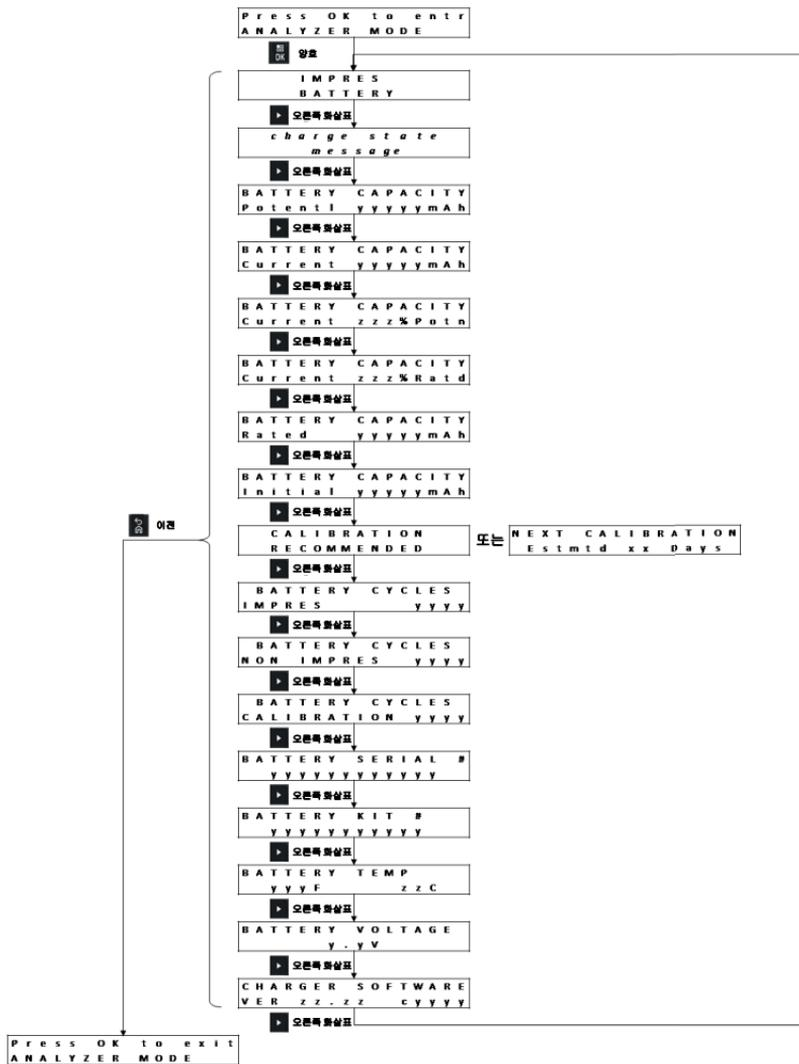 Press OK to entr
ANALYZER MODE
OK 양호
IMPRES
BATTERY
오른쪽 화살표
charge state
message
오른쪽 화살표
BATTERY CAPACITY
Potentl yyyyymAh
오른쪽 화살표
BATTERY CAPACITY
Current yyyyymAh
오른쪽 화살표
BATTERY CAPACITY
Current zzz%Potn
오른쪽 화살표
BATTERY CAPACITY
Current zzz%Ratd
오른쪽 화살표
BATTERY CAPACITY
Rated yyyyymAh
오른쪽 화살표
BATTERY CAPACITY
Initial yyyyymAh
오른쪽 화살표
이전
CALIBRATION
RECOMMENDED
또는
NEXT CALIBRATION
Estmtd xx Days
오른쪽 화살표
BATTERY CYCLES
IMPRES yyyy
오른쪽 화살표
BATTERY CYCLES
NON IMPRES yyyy
오른쪽 화살표
BATTERY CYCLES
CALIBRATION yyyy
오른쪽 화살표
BATTERY SERIAL #
yyyyyyyyyyyy
오른쪽 화살표
BATTERY KIT #
yyyyyyyyyyy
오른쪽 화살표
BATTERY TEMP
yyyF zzC
오른쪽 화살표
BATTERY VOLTAGE
y.yV
오른쪽 화살표
CHARGER SOFTWARE
VER zz.zz cyyyy
오른쪽 화살표
Press OK to exit
ANALYZER MODE